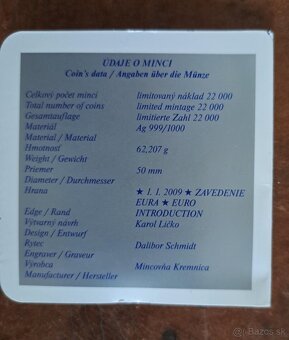 ÚDAJE O MINCI
Coin's data / Angaben über die Münze
Celkový počet mincí limitovaný náklad 22 000
Total number of coins limited mintage 22 000
Gesamtauflage limitierte Zahl 22 000
Materiál Ag 999/1000
Material / Material
Hmotnosť 62,207 g
Weight / Gewicht
Priemer 50 mm
Diameter / Durchmesser
Hrana ★ 1. 1. 2009 ★ ZAVEDENIE
EURA ★ EURO
Edge / Rand INTRODUCTION
Výtvarný návrh Karol Ličko
Design / Entwurf
Rytec Dalibor Schmidt
Engraver / Graveur
Výrobca Mincovňa Kremnica
Manufacturer / Hersteller
Bazos.sk